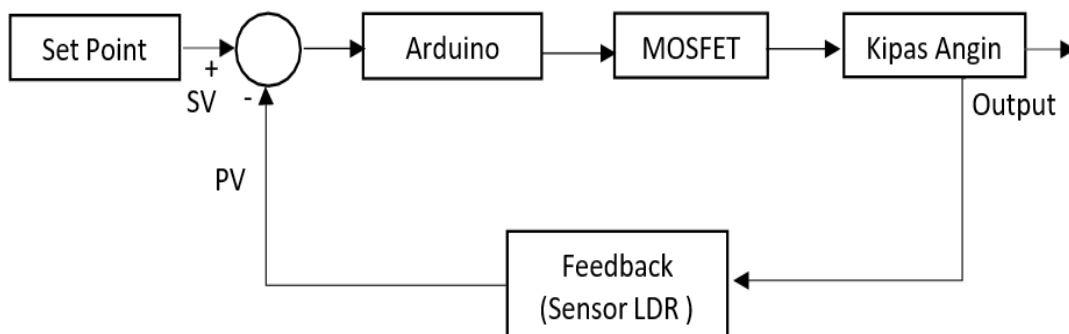 Set Point
+
SV
-
Arduino
MOSFET
Kipas Angin
Output
PV
Feedback
(Sensor LDR )